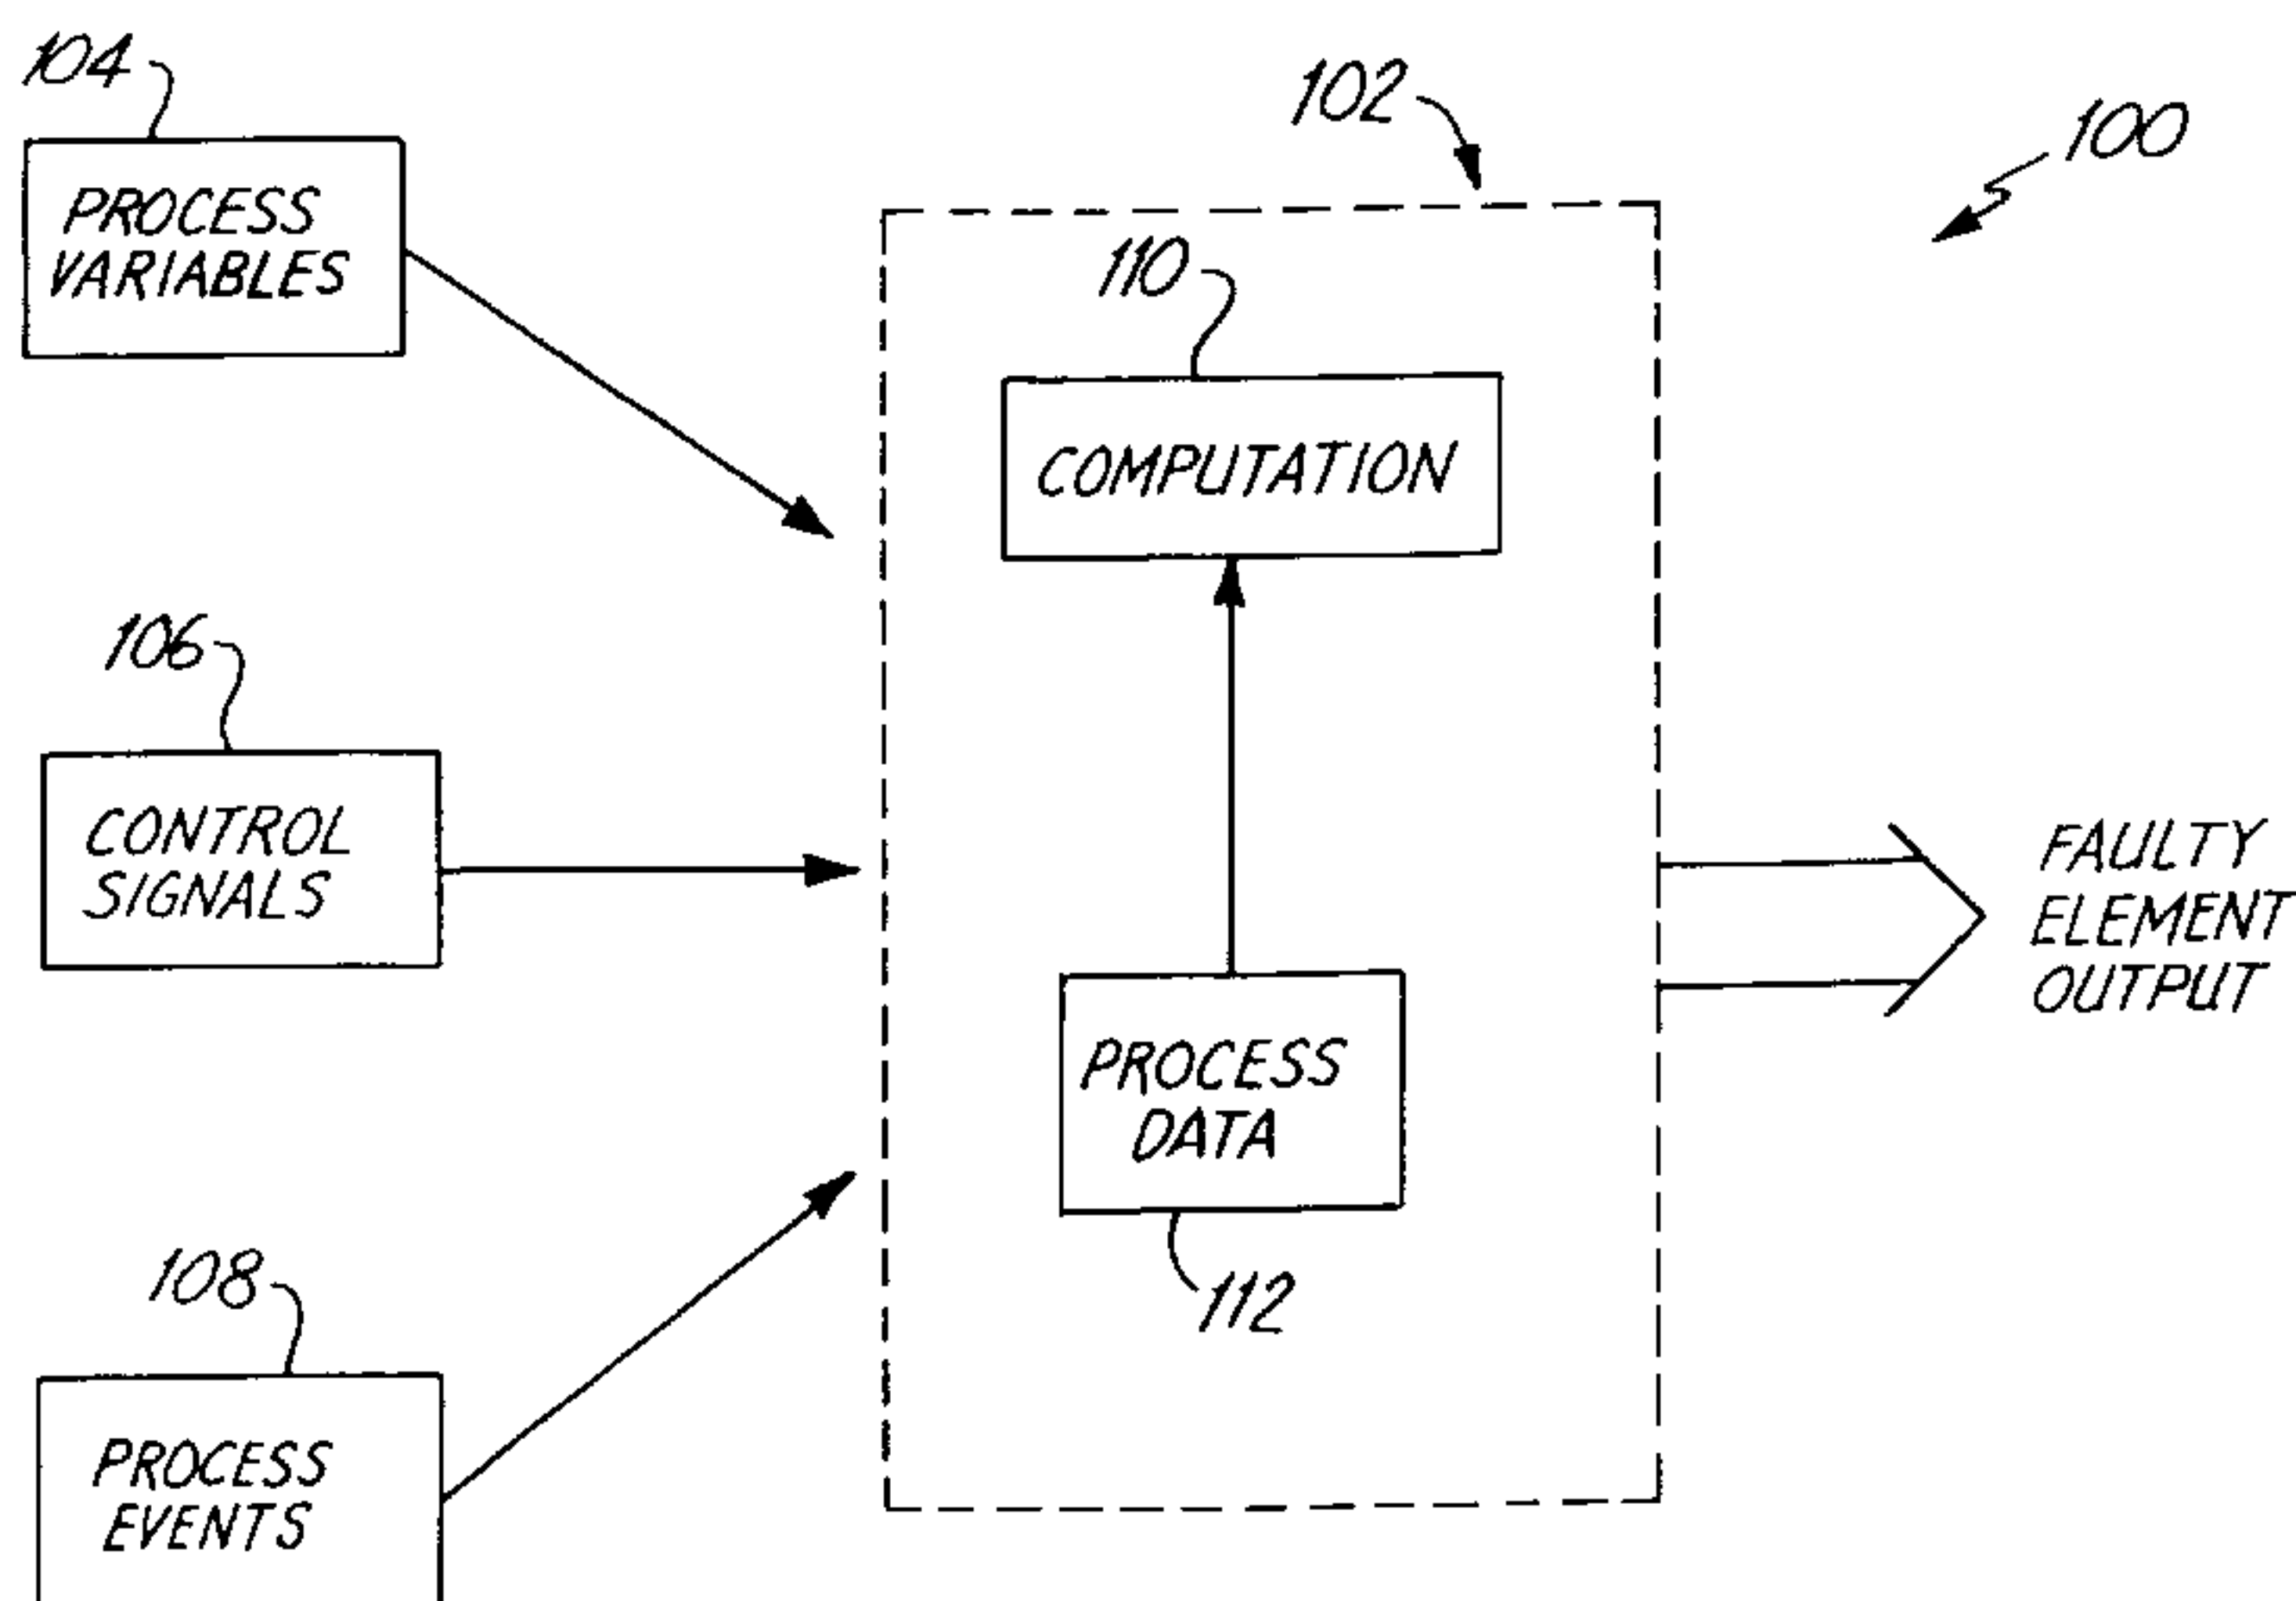 104
PROCESS
VARIABLES
102
100
110
COMPUTATION
106
CONTROL
SIGNALS
FAULTY
ELEMENT
OUTPUT
PROCESS
DATA
112
108
PROCESS
EVENTS